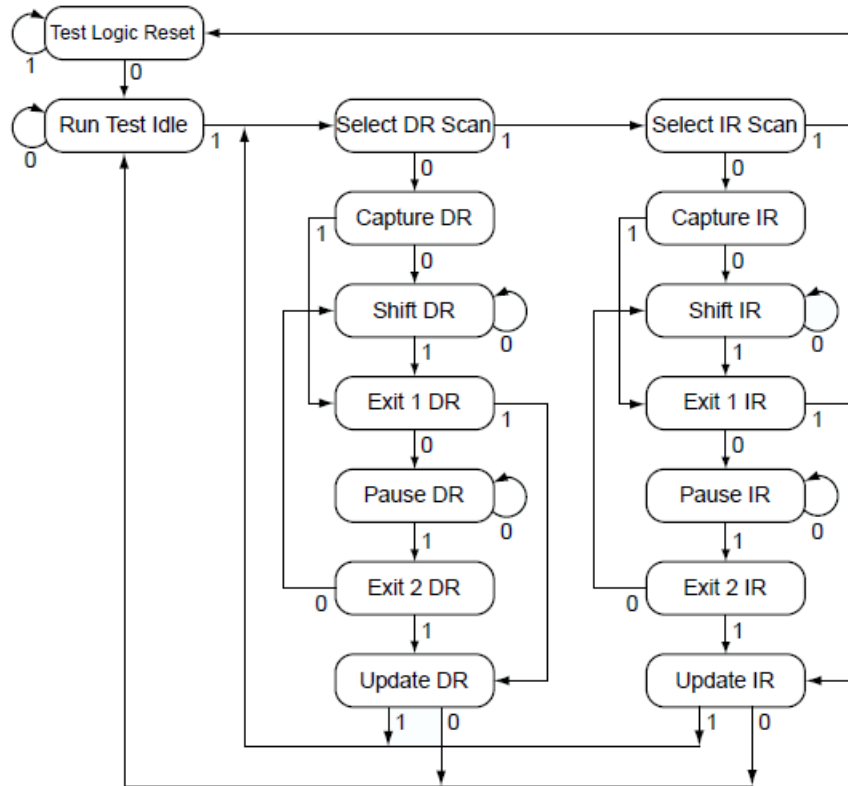 Test Logic Reset
1
0
Run Test Idle
0
1
Select DR Scan
1
0
Select IR Scan
1
0
Capture DR
1
0
Capture IR
1
0
Shift DR
0
1
Shift IR
0
1
Exit 1 DR
1
0
Exit 1 IR
1
0
Pause DR
0
1
Pause IR
0
1
Exit 2 DR
0
1
Exit 2 IR
0
1
Update DR
1
0
Update IR
1
0